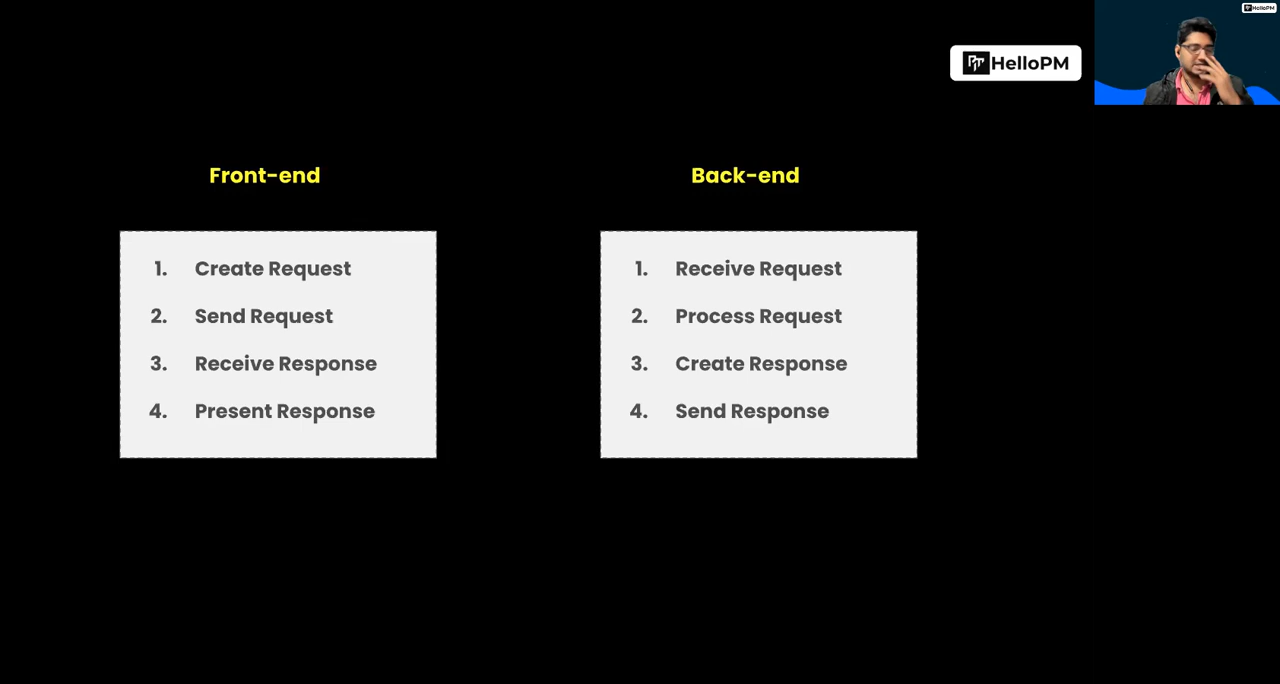 HelloPM
HelloPM
Front-end
Back-end
1. Create Request
2. Send Request
3. Receive Response
4. Present Response
1. Receive Request
2. Process Request
3. Create Response
4. Send Response